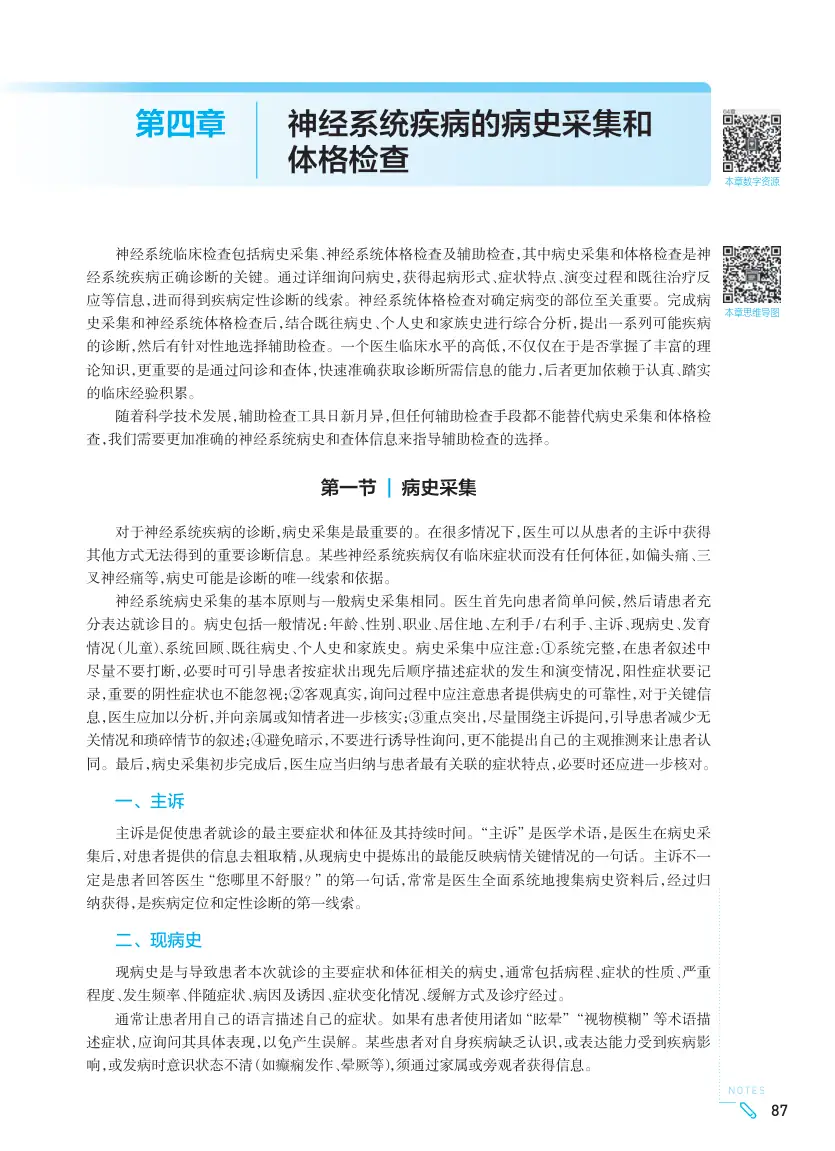 第四章
神经系统疾病的病史采集和
体格检查
04章
本章数字资源
神经系统临床检查包括病史采集、神经系统体格检查及辅助检查,其中病史采集和体格检查是神
经系统疾病正确诊断的关键。通过详细询问病史,获得起病形式、症状特点、演变过程和既往治疗反
应等信息,进而得到疾病定性诊断的线索。神经系统体格检查对确定病变的部位至关重要。完成病
史采集和神经系统体格检查后,结合既往病史、个人史和家族史进行综合分析,提出一系列可能疾病
的诊断,然后有针对性地选择辅助检查。一个医生临床水平的高低,不仅仅在于是否掌握了丰富的理
论知识,更重要的是通过问诊和查体,快速准确获取诊断所需信息的能力,后者更加依赖于认真、踏实
的临床经验积累。
本章思维导图
随着科学技术发展,辅助检查工具日新月异,但任何辅助检查手段都不能替代病史采集和体格检
查,我们需要更加准确的神经系统病史和查体信息来指导辅助检查的选择。
第一节 | 病史采集
对于神经系统疾病的诊断,病史采集是最重要的。在很多情况下,医生可以从患者的主诉中获得
其他方式无法得到的重要诊断信息。某些神经系统疾病仅有临床症状而没有任何体征,如偏头痛、三
叉神经痛等,病史可能是诊断的唯一线索和依据。
神经系统病史采集的基本原则与一般病史采集相同。医生首先向患者简单问候,然后请患者充
分表达就诊目的。病史包括一般情况:年龄、性别、职业、居住地、左利手/右利手、主诉、现病史、发育
情况(儿童)、系统回顾、既往病史、个人史和家族史。病史采集中应注意:①系统完整,在患者叙述中
尽量不要打断,必要时可引导患者按症状出现先后顺序描述症状的发生和演变情况,阳性症状要记
录,重要的阴性症状也不能忽视;②客观真实,询问过程中应注意患者提供病史的可靠性,对于关键信
息,医生应加以分析,并向亲属或知情者进一步核实;③重点突出,尽量围绕主诉提问,引导患者减少无
关情况和琐碎情节的叙述;④避免暗示,不要进行诱导性询问,更不能提出自己的主观推测来让患者认
同。最后,病史采集初步完成后,医生应当归纳与患者最有关联的症状特点,必要时还应进一步核对。
一、主诉
主诉是促使患者就诊的最主要症状和体征及其持续时间。“主诉”是医学术语,是医生在病史采
集后,对患者提供的信息去粗取精,从现病史中提炼出的最能反映病情关键情况的一句话。主诉不一
定是患者回答医生“您哪里不舒服?”的第一句话,常常是医生全面系统地搜集病史资料后,经过归
纳获得,是疾病定位和定性诊断的第一线索。
二、现病史
现病史是与导致患者本次就诊的主要症状和体征相关的病史,通常包括病程、症状的性质、严重
程度、发生频率、伴随症状、病因及诱因、症状变化情况、缓解方式及诊疗经过。
通常让患者用自己的语言描述自己的症状。如果有患者使用诸如“眩晕”“视物模糊”等术语描
述症状,应询问其具体表现,以免产生误解。某些患者对自身疾病缺乏认识,或表达能力受到疾病影
响,或发病时意识状态不清(如癫痫发作、晕厥等),须通过家属或旁观者获得信息。
NOTES
87